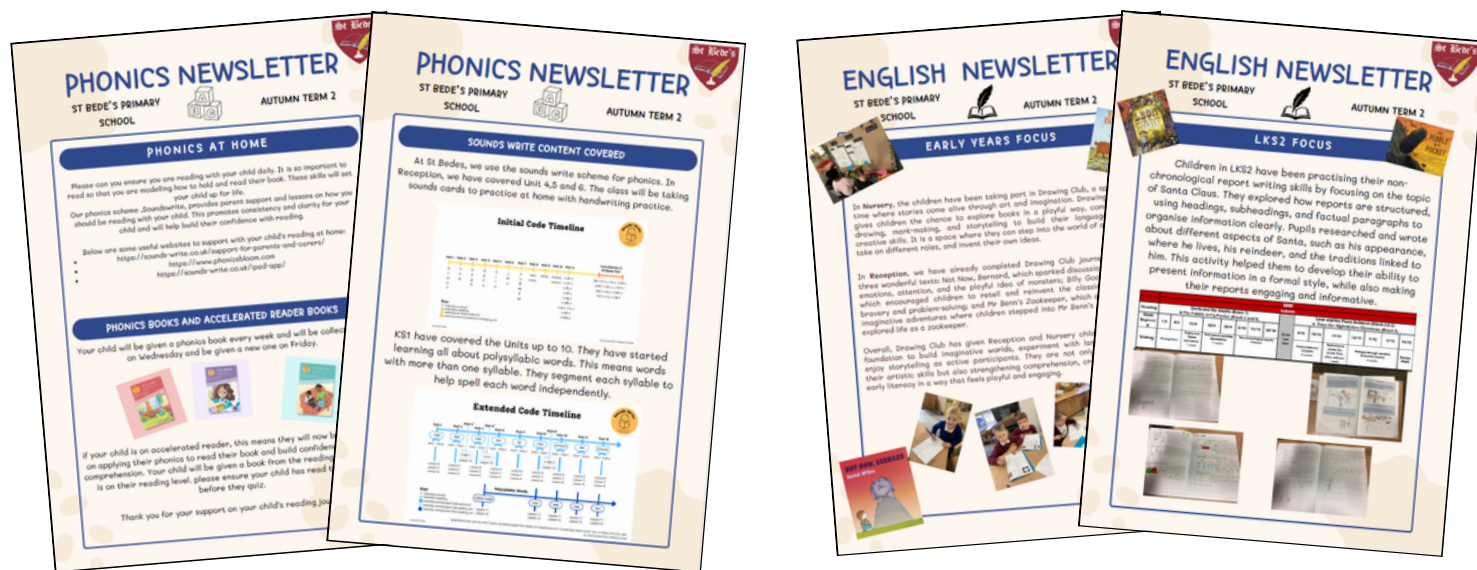 St Bede's
PHONICS NEWSLETTER
ST BEDE'S PRIMARY
SCHOOL
AUTUMN TERM 2
PHONICS AT HOME
Please can you ensure you are reading with your child daily. It is so important to
read so that you are modeling how to hold and read their book. These skills will set
your child up for life.
Our phonics scheme ,Soundswrite, provides parent support and lessons on how you
should be reading with your child. This promotes consistency and clarity for your
child and will help build their confidence with reading.
Below are some useful websites to support with your child's reading at home:
https://sounds-write.co.uk/support-for-parents-and-carers/
https://www.phonicsbloom.com
https://sounds-write.co.uk/ipad-app/
PHONICS BOOKS AND ACCELERATED READER BOOKS
Your child will be given a phonics book every week and will be collec
on Wednesday and be given a new one on Friday.
if your child is on accelerated reader, this means they will now b
on applying their phonics to read their book and build confiden
comprehension. Your child will be given a book from the reading
is on their reading level. please ensure your child has read t
before they quiz.
Thank you for your support on your child's reading jou
St Bede's
PHONICS NEWSLETTER
ST BEDE'S PRIMARY
SCHOOL
AUTUMN TERM 2
SOUNDS WRITE CONTENT COVERED
At St Bedes, we use the sounds write scheme for phonics. In
Reception, we have covered Unit 4,5 and 6. The class will be taking
sounds cards to practice at home with handwriting practice.
Initial Code Timeline
KS1 have covered the Units up to 10. They have started
learning all about polysyllabic words. This means words
with more than one syllable. They segment each syllable to
help spell each word independently.
Extended Code Timeline
Polysyllabic Words
ENGLISH NEWSLETTER
ST BEDE'S PRIMARY
SCHOOL
AUTUMN TERM 2
EARLY YEARS FOCUS
In Nursery, the children have been taking part in Drawing Club, a sp
time where stories come alive through art and imagination. Drawing
gives children the chance to explore books in a playful way, com
drawing, mark-making, and storytelling to build their language
creative skills. It is a space where they can step into the world of a
take on different roles, and invent their own ideas.
In Reception, we have already completed Drawing Club journe
three wonderful texts: Not Now, Bernard, which sparked discussio
emotions, attention, and the playful idea of monsters; Billy Goa
which encouraged children to retell and reinvent the classic
bravery and problem-solving; and Mr Benn's Zookeeper, which o
imaginative adventures where children stepped into Mr Benn's
explored life as a zookeeper.
Overall, Drawing Club has given Reception and Nursery child
foundation to build imaginative worlds, experiment with lan
enjoy storytelling as active participants. They are not only
their artistic skills but also strengthening comprehension, cr
early literacy in a way that feels playful and engaging.
NOT NOW, BERNARD
David McKee
St Bede's
ENGLISH NEWSLETTER
ST BEDE'S PRIMARY
SCHOOL
AUTUMN TERM 2
LKS2 FOCUS
Children in LKS2 have been practising their non-
chronological report writing skills by focusing on the topic
of Santa Claus. They explored how reports are structured,
using headings, subheadings, and factual paragraphs to
organise information clearly. Pupils researched and wrote
about different aspects of Santa, such as his appearance,
where he lives, his reindeer, and the traditions linked to
him. This activity helped them to develop their ability to
present information in a formal style, while also making
their reports engaging and informative.